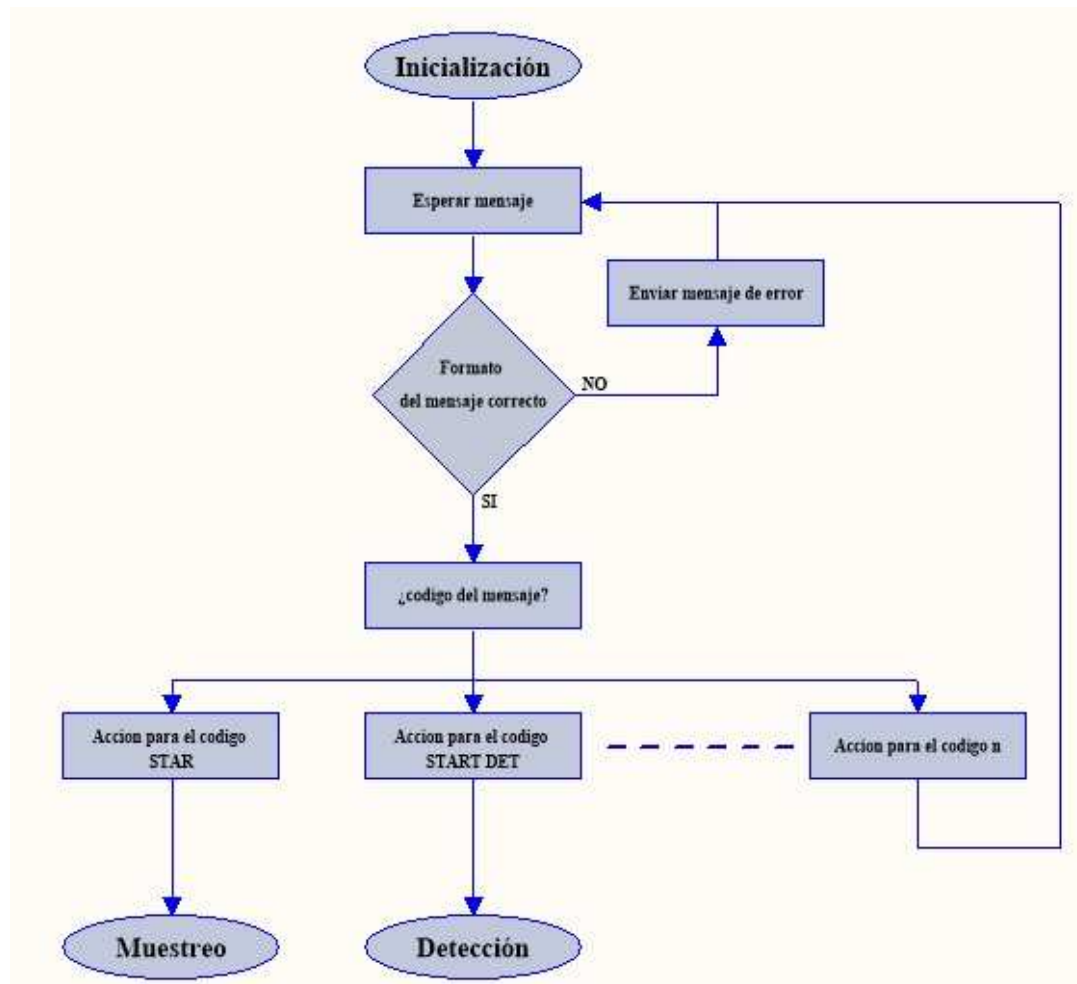 Inicialización
Esperar mensaje
Enviar mensaje de error
Formato
del mensaje correcto
NO
SI
¿codigo del mensaje?
Accion para el codigo
STAR
Accion para el codigo
START DET
Accion para el codigo n
Muestreo
Detección